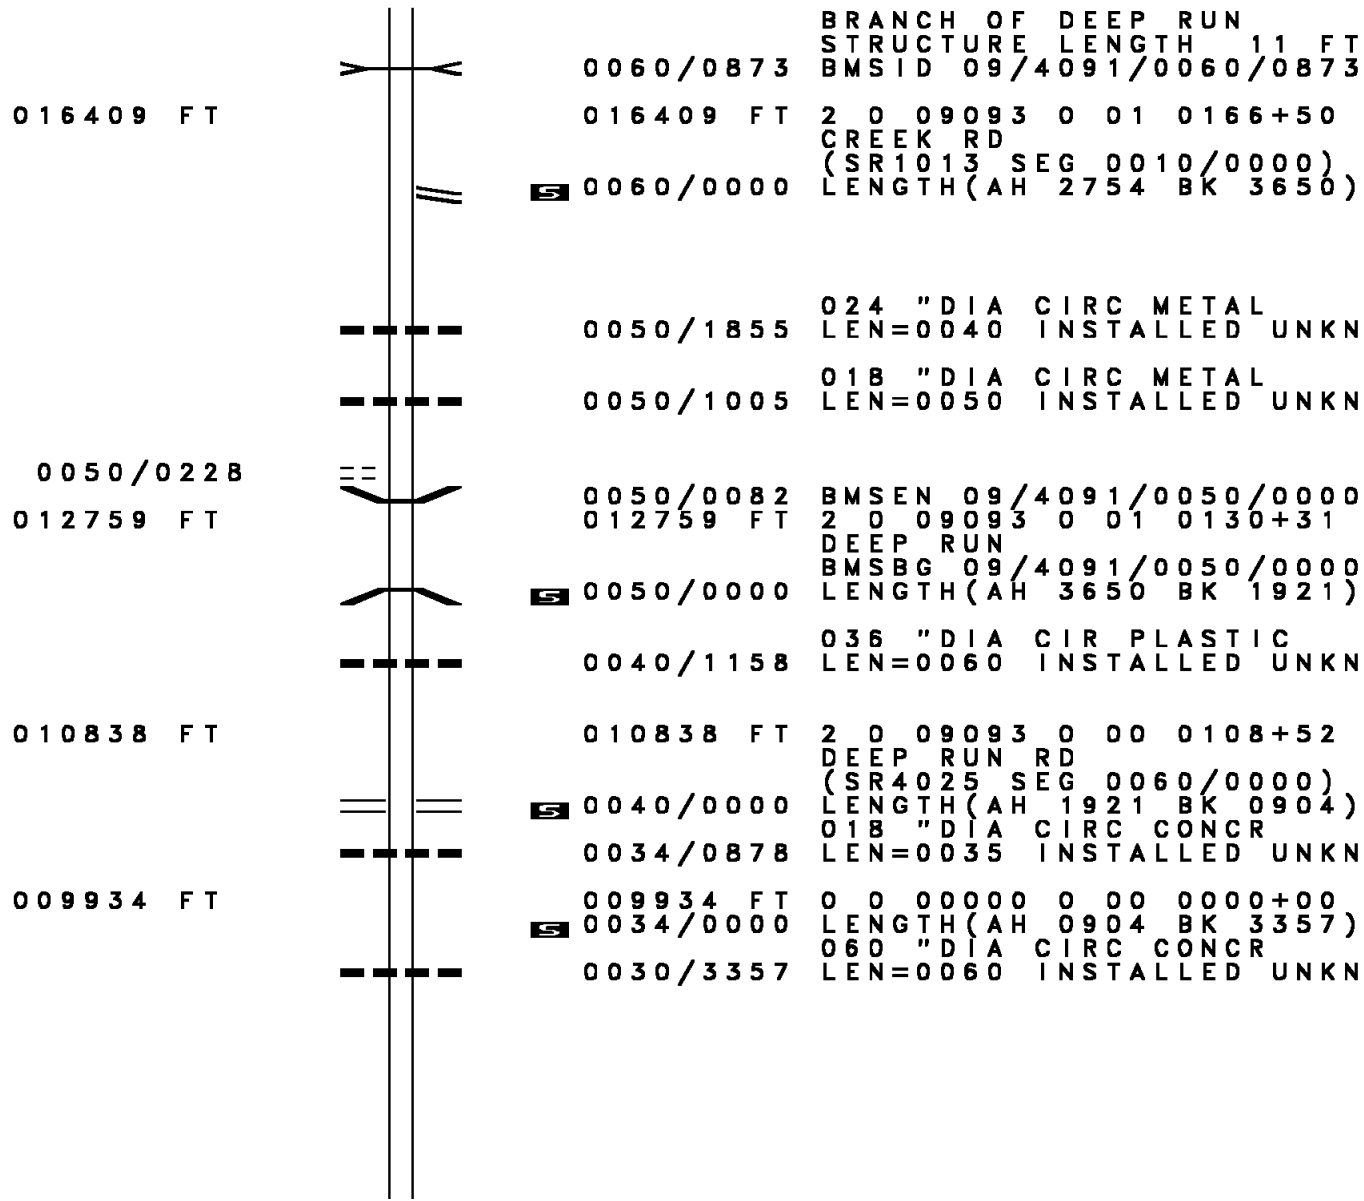 BRANCH OF DEEP RUN
STRUCTURE LENGTH 11 FT
0060/0873 BMSID 09/4091/0060/0873
016409 FT 016409 FT 2 0 09093 0 01 0166+50
CREEK RD
(SR1013 SEG 0010/0000)
S 0060/0000 LENGTH(AH 2754 BK 3650)
024 "DIA CIRC METAL
0050/1855 LEN=0040 INSTALLED UNKN
018 "DIA CIRC METAL
0050/1005 LEN=0050 INSTALLED UNKN
0050/0228
0050/0082 BMSEN 09/4091/0050/0000
012759 FT 012759 FT 2 0 09093 0 01 0130+31
DEEP RUN
BMSBG 09/4091/0050/0000
S 0050/0000 LENGTH(AH 3650 BK 1921)
036 "DIA CIR PLASTIC
0040/1158 LEN=0060 INSTALLED UNKN
010838 FT 010838 FT 2 0 09093 0 00 0108+52
DEEP RUN RD
(SR4025 SEG 0060/0000)
S 0040/0000 LENGTH(AH 1921 BK 0904)
018 "DIA CIRC CONCR
0034/0878 LEN=0035 INSTALLED UNKN
009934 FT 009934 FT 0 0 00000 0 00 0000+00
S 0034/0000 LENGTH(AH 0904 BK 3357)
060 "DIA CIRC CONCR
0030/3357 LEN=0060 INSTALLED UNKN